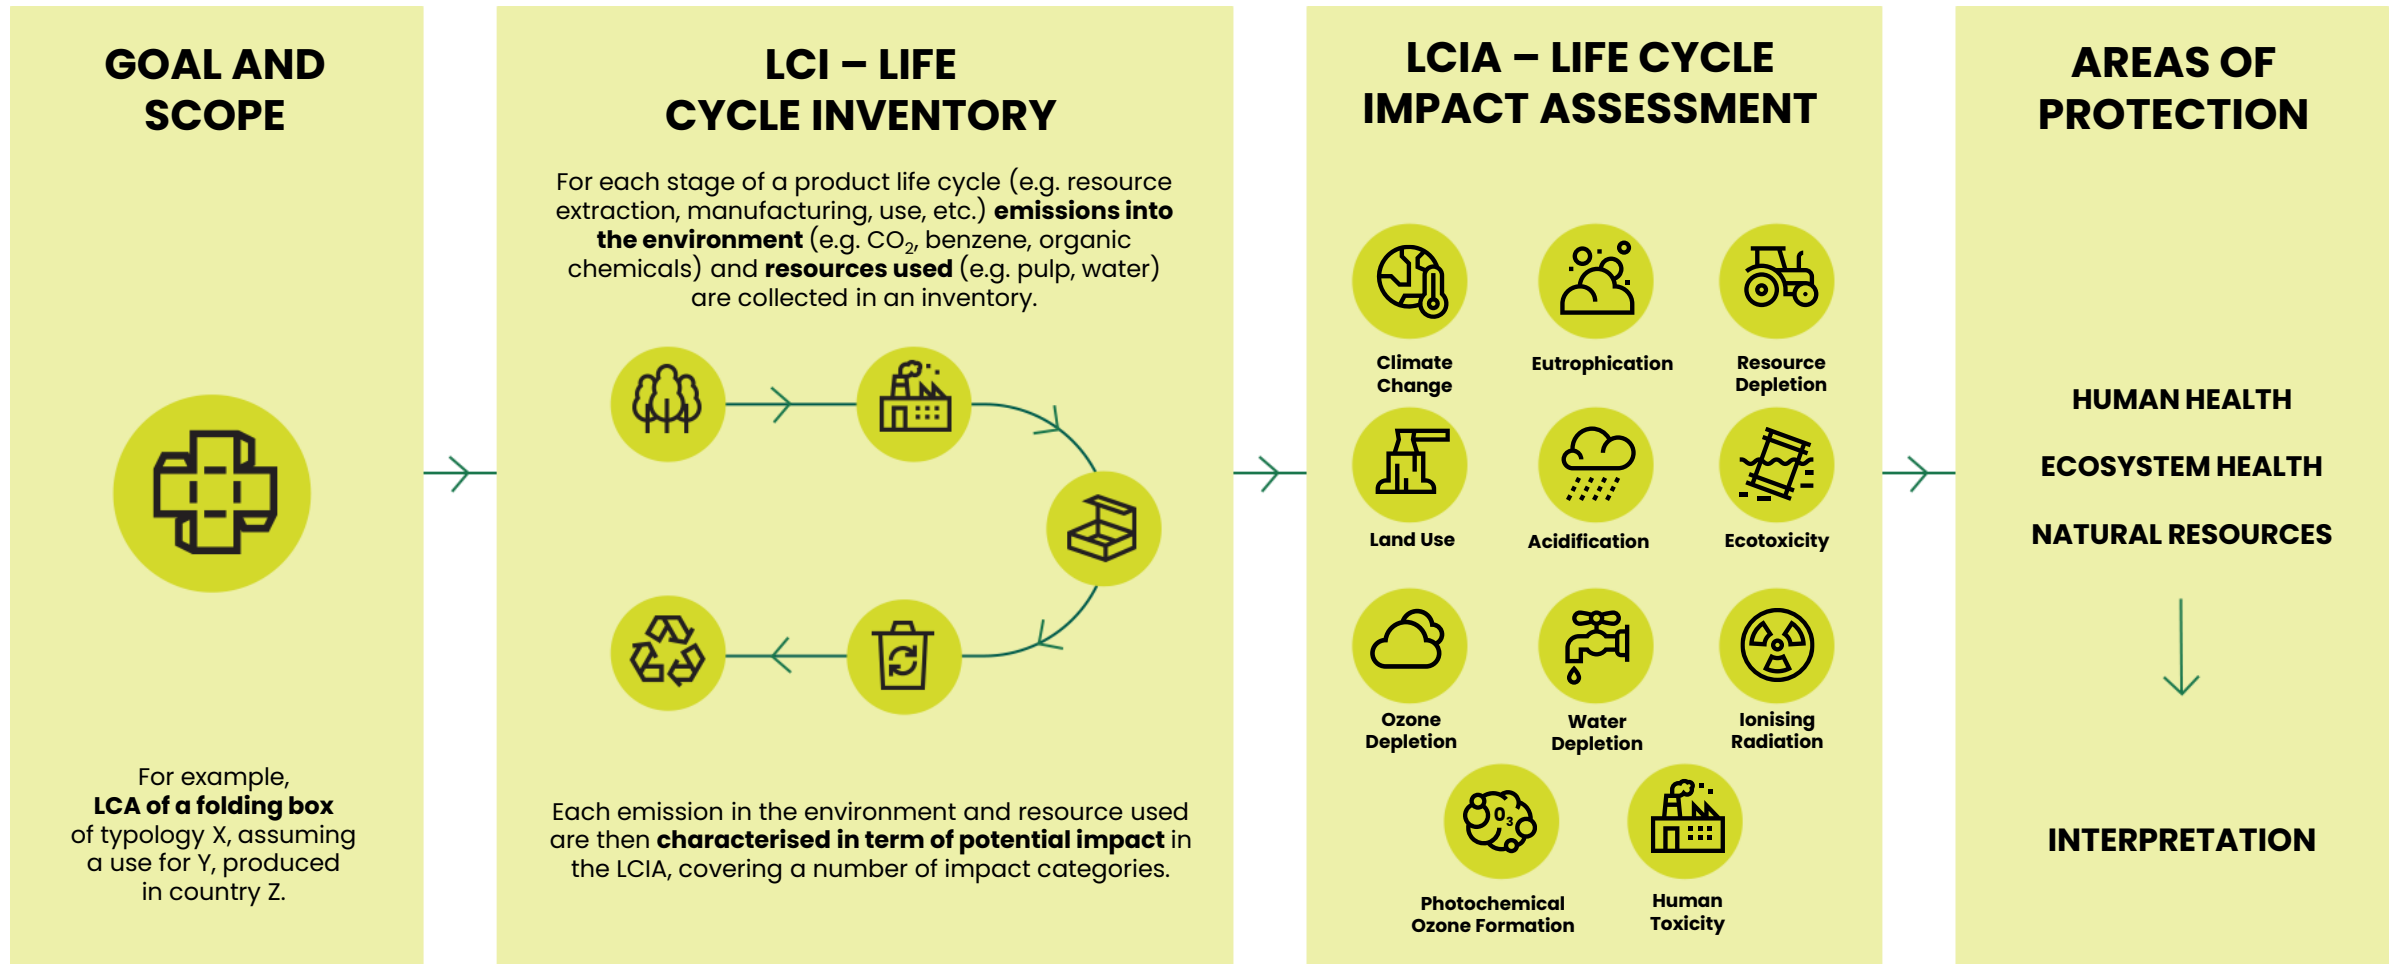 GOAL AND
SCOPE
For example,
LCA of a folding box
of typology X, assuming
a use for Y, produced
in country Z.
LCI – LIFE
CYCLE INVENTORY
For each stage of a product life cycle (e.g. resource
extraction, manufacturing, use, etc.) emissions into
the environment (e.g. CO₂, benzene, organic
chemicals) and resources used (e.g. pulp, water)
are collected in an inventory.
Each emission in the environment and resource used
are then characterised in term of potential impact in
the LCIA, covering a number of impact categories.
LCIA – LIFE CYCLE
IMPACT ASSESSMENT
Climate
Change
Eutrophication
Resource
Depletion
Land Use
Acidification
Ecotoxicity
Ozone
Depletion
Water
Depletion
Ionising
Radiation
O₃
Photochemical
Ozone Formation
Human
Toxicity
AREAS OF
PROTECTION
HUMAN HEALTH
ECOSYSTEM HEALTH
NATURAL RESOURCES
INTERPRETATION